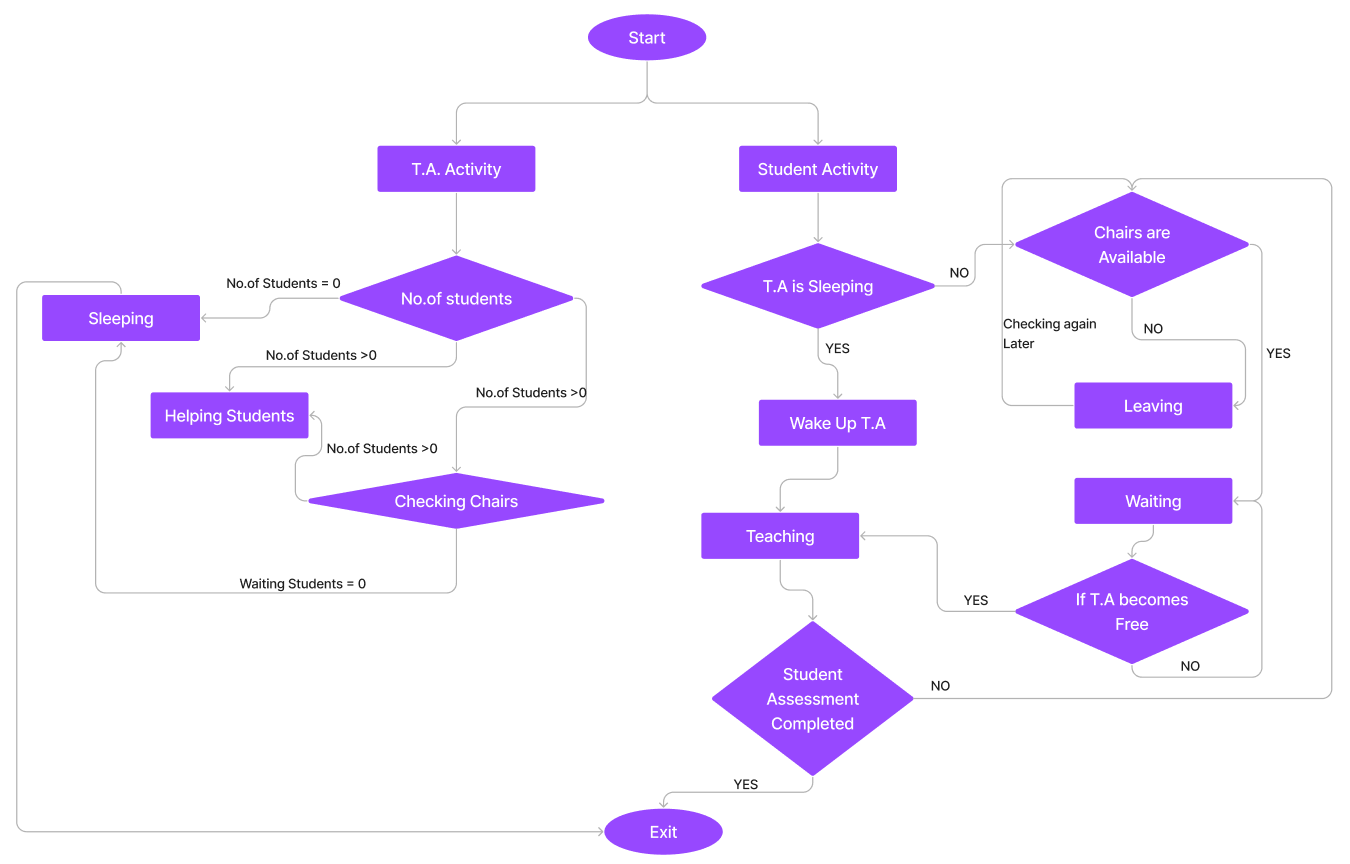 Start
T.A. Activity
Student Activity
Chairs are
Available
NO
No.of Students = 0
No.of students
T.A is Sleeping
Sleeping
Checking again
Later
NO
YES
YES
No.of Students >0
No.of Students >0
Helping Students
Wake Up T.A
Leaving
No.of Students >0
Checking Chairs
Waiting
Teaching
Waiting Students = 0
YES
If T.A becomes
Free
NO
Student
Assessment
Completed
NO
YES
Exit